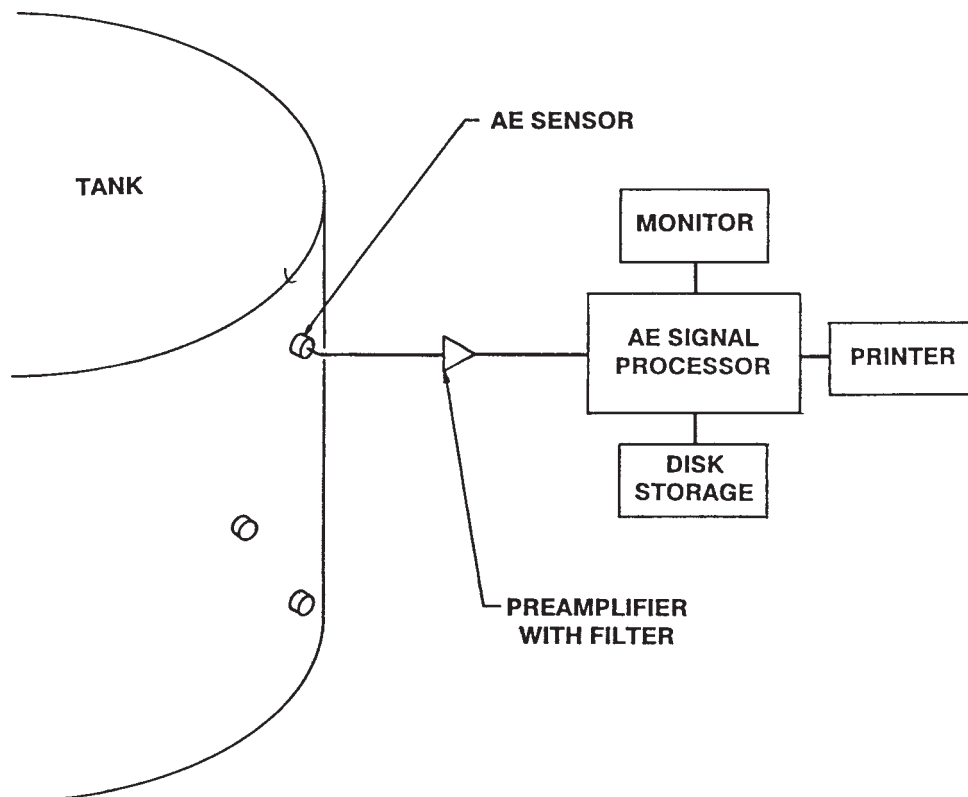 AE SENSOR
TANK
MONITOR
AE SIGNAL
PROCESSOR
PRINTER
DISK
STORAGE
PREAMPLIFIER
WITH FILTER